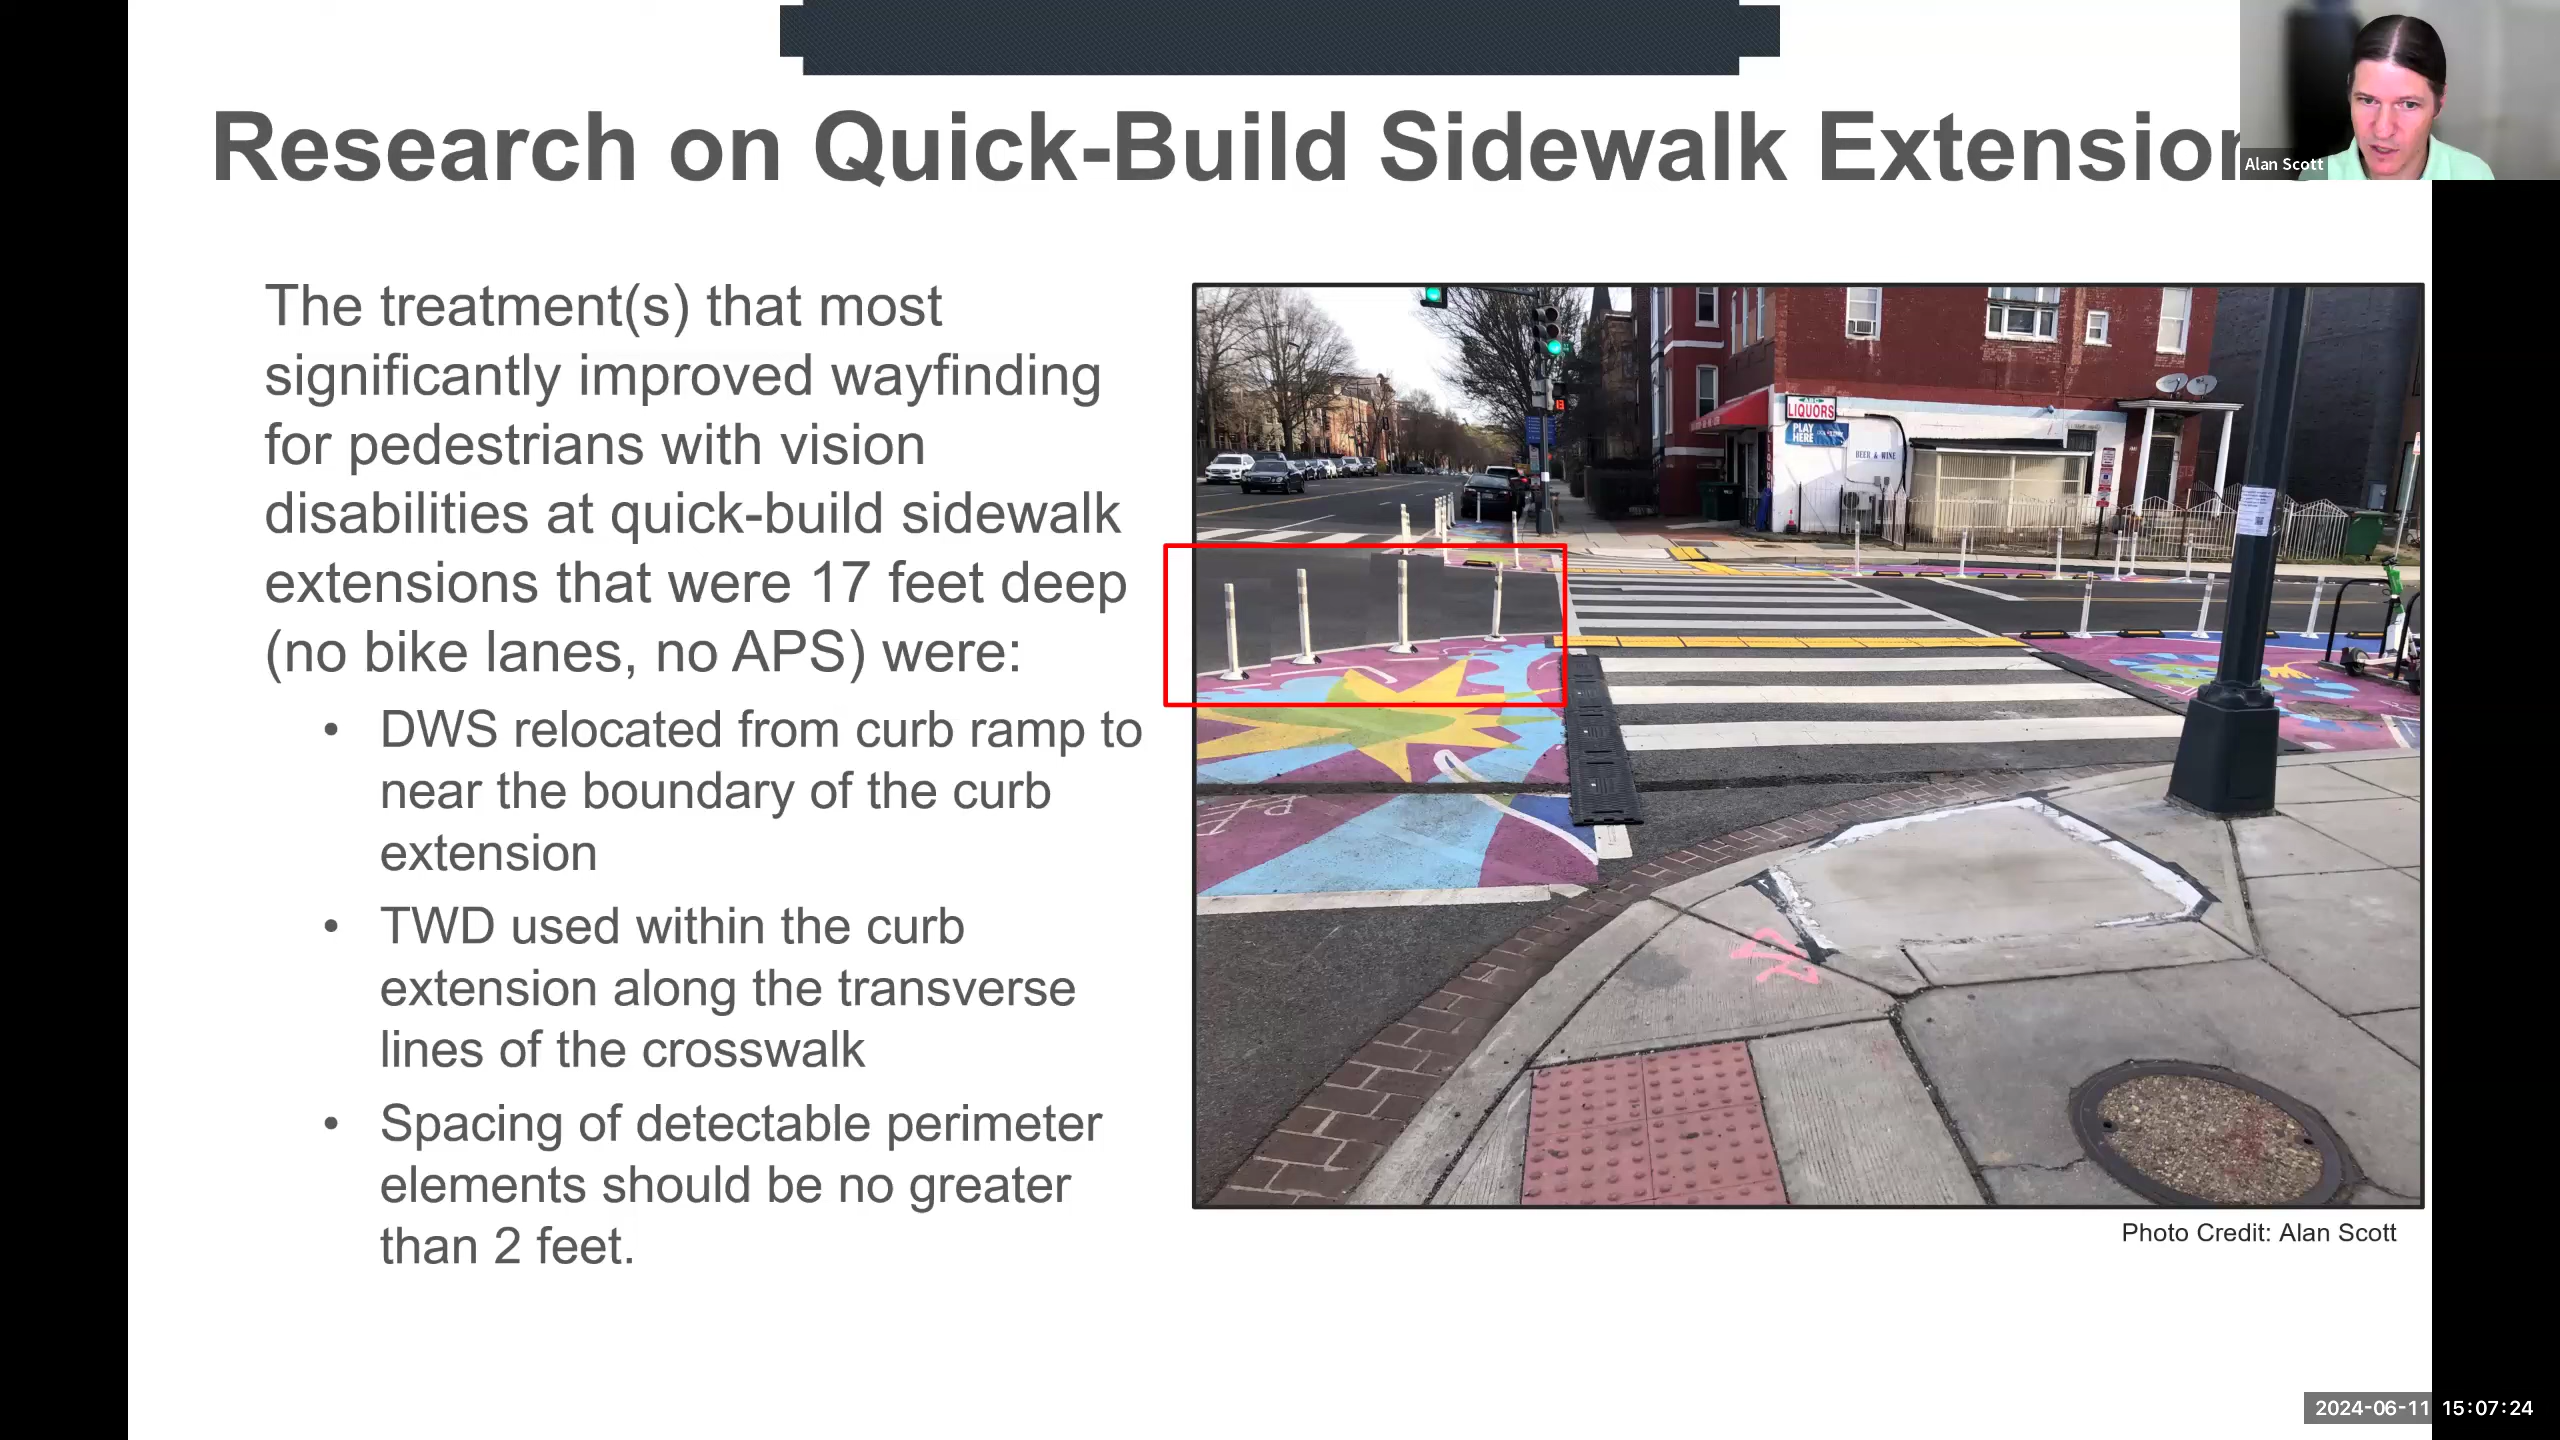 Research on Quick-Build Sidewalk Extension
Alan Scott
The treatment(s) that most
significantly improved wayfinding
for pedestrians with vision
disabilities at quick-build sidewalk
extensions that were 17 feet deep
(no bike lanes, no APS) were:
• DWS relocated from curb ramp to
near the boundary of the curb
extension
• TWD used within the curb
extension along the transverse
lines of the crosswalk
• Spacing of detectable perimeter
elements should be no greater
than 2 feet.
LIQUORS
PLAY
HERE
BEER & WINE
13
Photo Credit: Alan Scott
2024-06-11 15:07:24